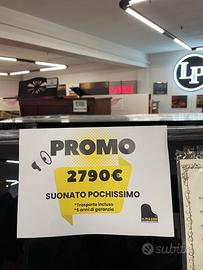 LP
PROMO
2790€
SUONATO POCHISSIMO
*Trasporto incluso
*5 anni di garanzia
subito